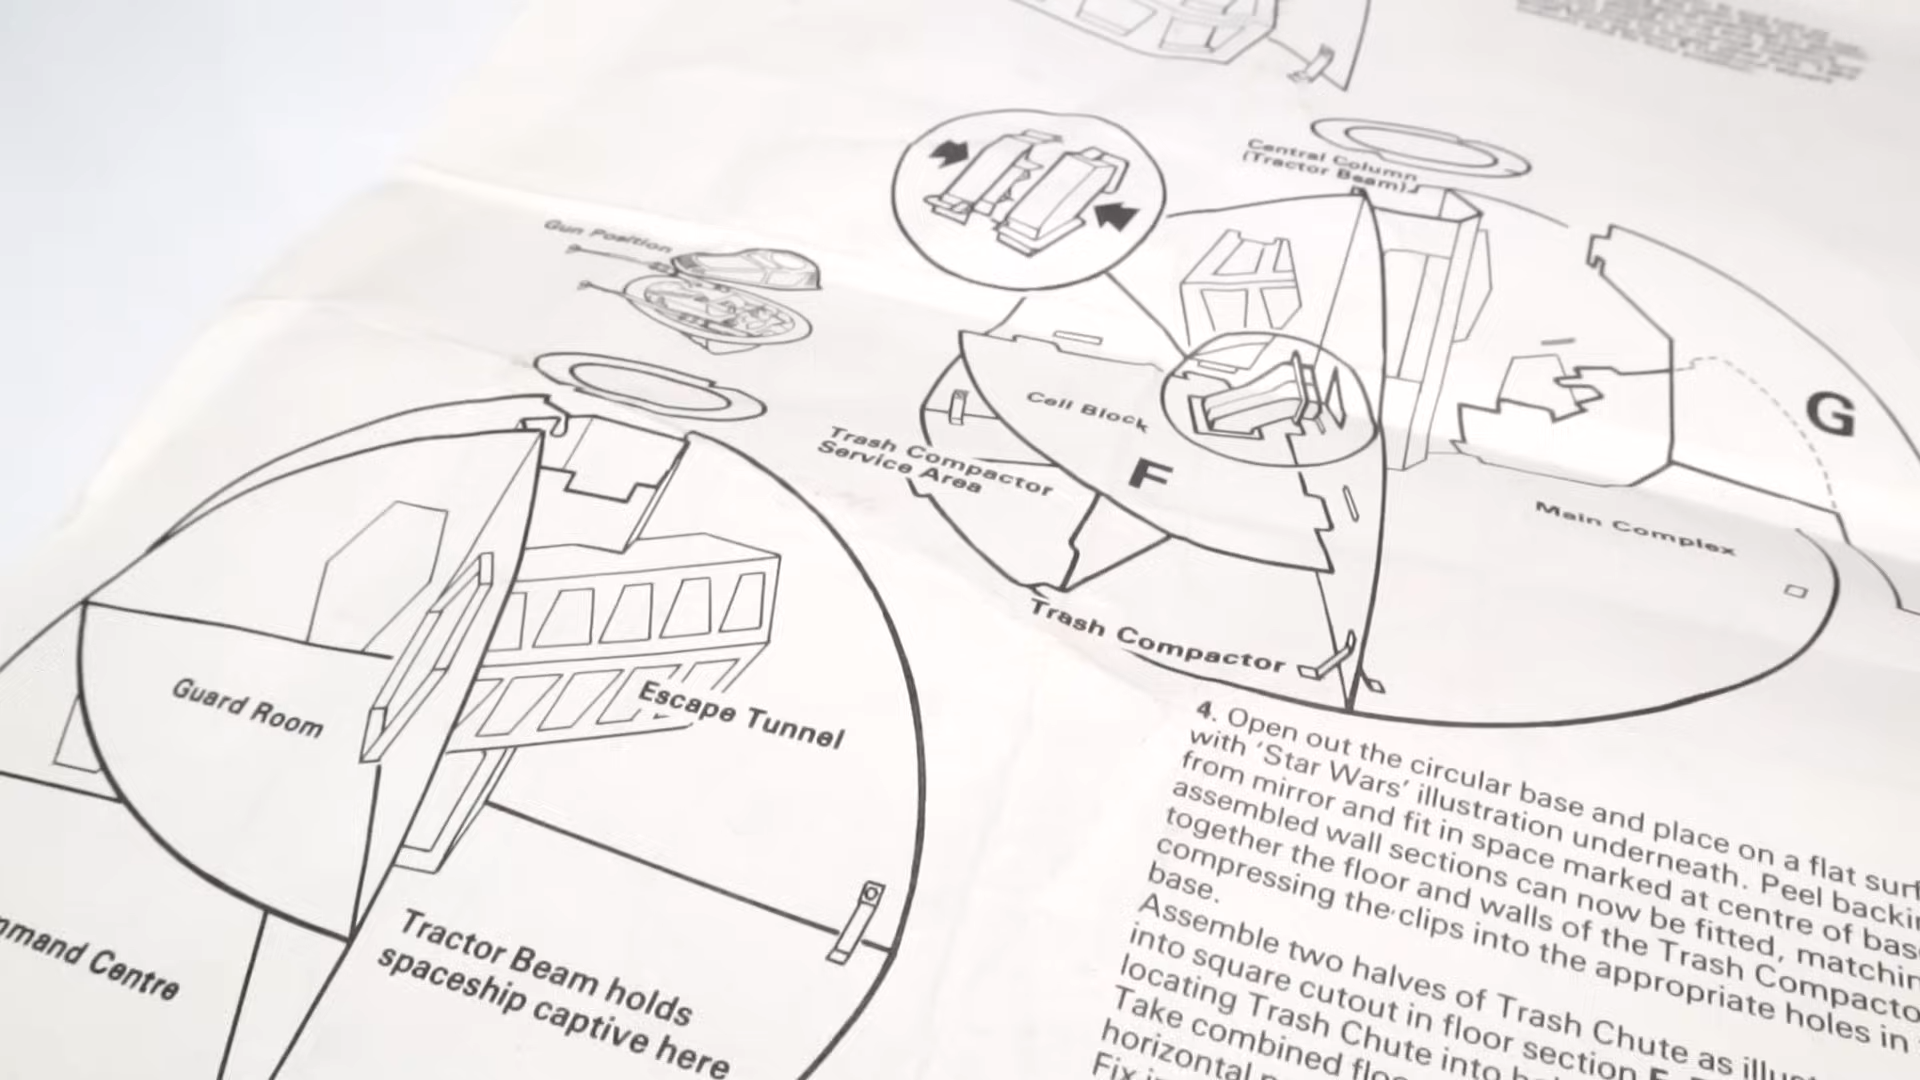 Central Column
(Tractor Beam)
Gun Position
G
Cell Block
F
Trash Compactor
Service Area
Main Complex
Trash Compactor
Escape Tunnel
Guard Room
mmand Centre
Tractor Beam holds
spaceship captive here
4. Open out the circular base and place on a flat surf
with ‘Star Wars’ illustration underneath. Peel backin
from mirror and fit in space marked at centre of base
assembled wall sections can now be fitted, matchin
together the floor and walls of the Trash Compacto
compressing the clips into the appropriate holes in
base.
Assemble two halves of Trash Chute as illust
into square cutout in floor section F
locating Trash Chute into
Take combined floo
horizontal
Fix